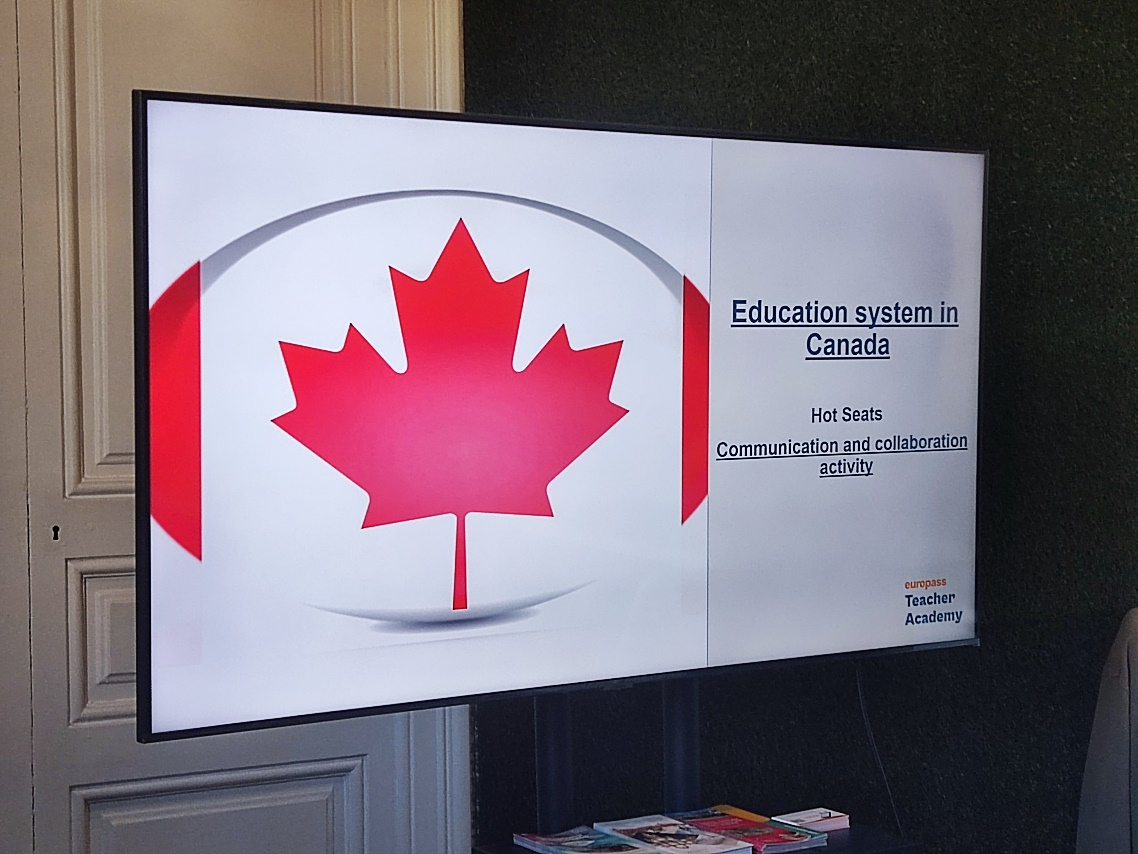 Education system in
Canada
Hot Seats
Communication and collaboration
activity
europass
Teacher
Academy